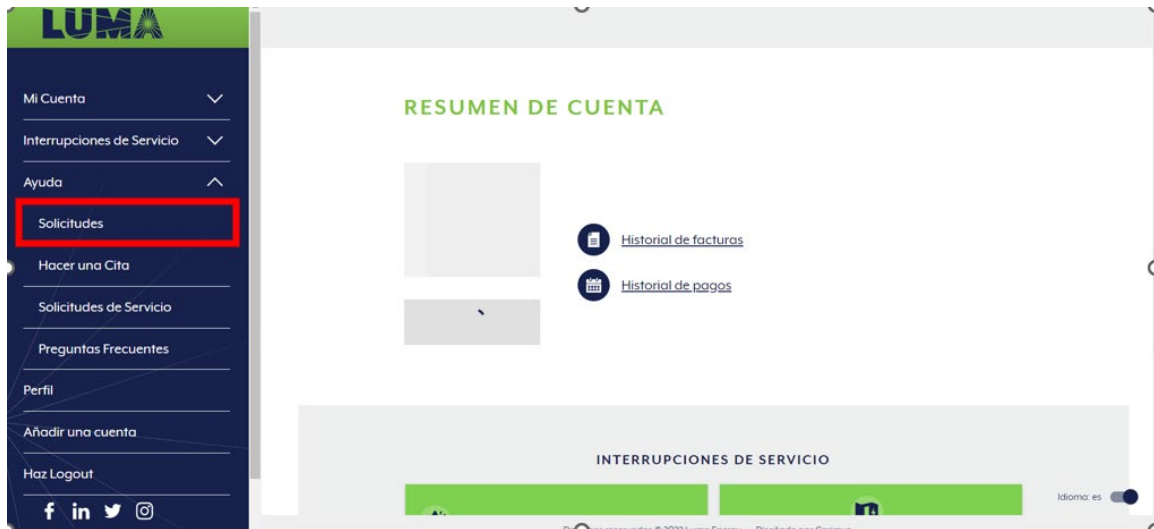 LUMA
Mi Cuenta
Interrupciones de Servicio
Ayuda
Solicitudes
Hacer una Cita
Solicitudes de Servicio
Preguntas Frecuentes
Perfil
Añadir una cuenta
Haz Logout
RESUMEN DE CUENTA
Historial de facturas
Historial de pagos
INTERRUPCIONES DE SERVICIO
Idioma: es